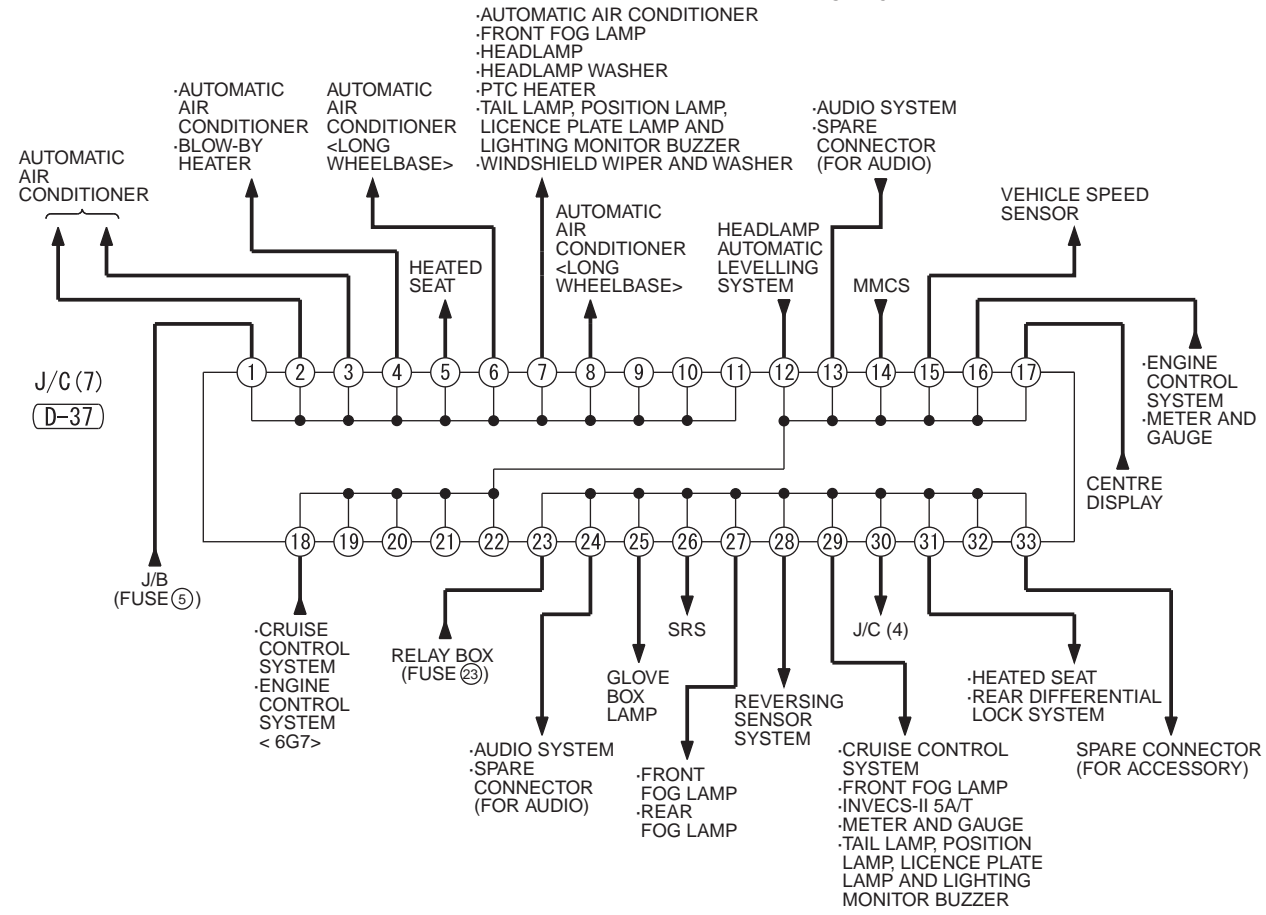 ·AUTOMATIC AIR CONDITIONER
·FRONT FOG LAMP
·HEADLAMP
·HEADLAMP WASHER
·PTC HEATER
·TAIL LAMP, POSITION LAMP,
LICENCE PLATE LAMP AND
LIGHTING MONITOR BUZZER
·WINDSHIELD WIPER AND WASHER
AUTOMATIC
AIR
CONDITIONER
·AUTOMATIC
AIR
CONDITIONER
·BLOW-BY
HEATER
AUTOMATIC
AIR
CONDITIONER
<LONG
WHEELBASE>
HEATED
SEAT
AUTOMATIC
AIR
CONDITIONER
<LONG
WHEELBASE>
HEADLAMP
AUTOMATIC
LEVELLING
SYSTEM
·AUDIO SYSTEM
·SPARE
CONNECTOR
(FOR AUDIO)
MMCS
VEHICLE SPEED
SENSOR
·ENGINE
CONTROL
SYSTEM
·METER AND
GAUGE
CENTRE
DISPLAY
J/C (7)
D-37
1 2 3 4 5 6 7 8 9 10 11 12 13 14 15 16 17
18 19 20 21 22 23 24 25 26 27 28 29 30 31 32 33
J/B
(FUSE 5)
·CRUISE
CONTROL
SYSTEM
·ENGINE
CONTROL
SYSTEM
< 6G7>
RELAY BOX
(FUSE 23)
·AUDIO SYSTEM
·SPARE
CONNECTOR
(FOR AUDIO)
GLOVE
BOX
LAMP
SRS
·FRONT
FOG LAMP
·REAR
FOG LAMP
REVERSING
SENSOR
SYSTEM
·CRUISE CONTROL
SYSTEM
·FRONT FOG LAMP
·INVECS-II 5A/T
·METER AND GAUGE
·TAIL LAMP, POSITION
LAMP, LICENCE PLATE
LAMP AND LIGHTING
MONITOR BUZZER
J/C (4)
·HEATED SEAT
·REAR DIFFERENTIAL
LOCK SYSTEM
SPARE CONNECTOR
(FOR ACCESSORY)